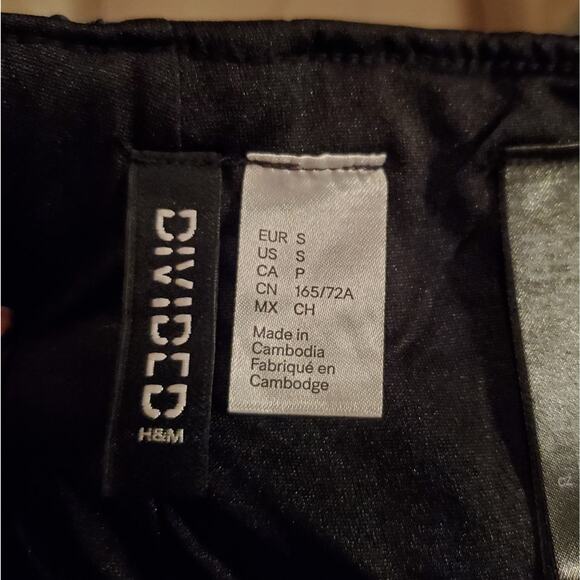 DIVIDED
H&M
EUR S
US S
CA P
CN 165/72A
MX CH
Made in
Cambodia
Fabriqué en
Cambodge